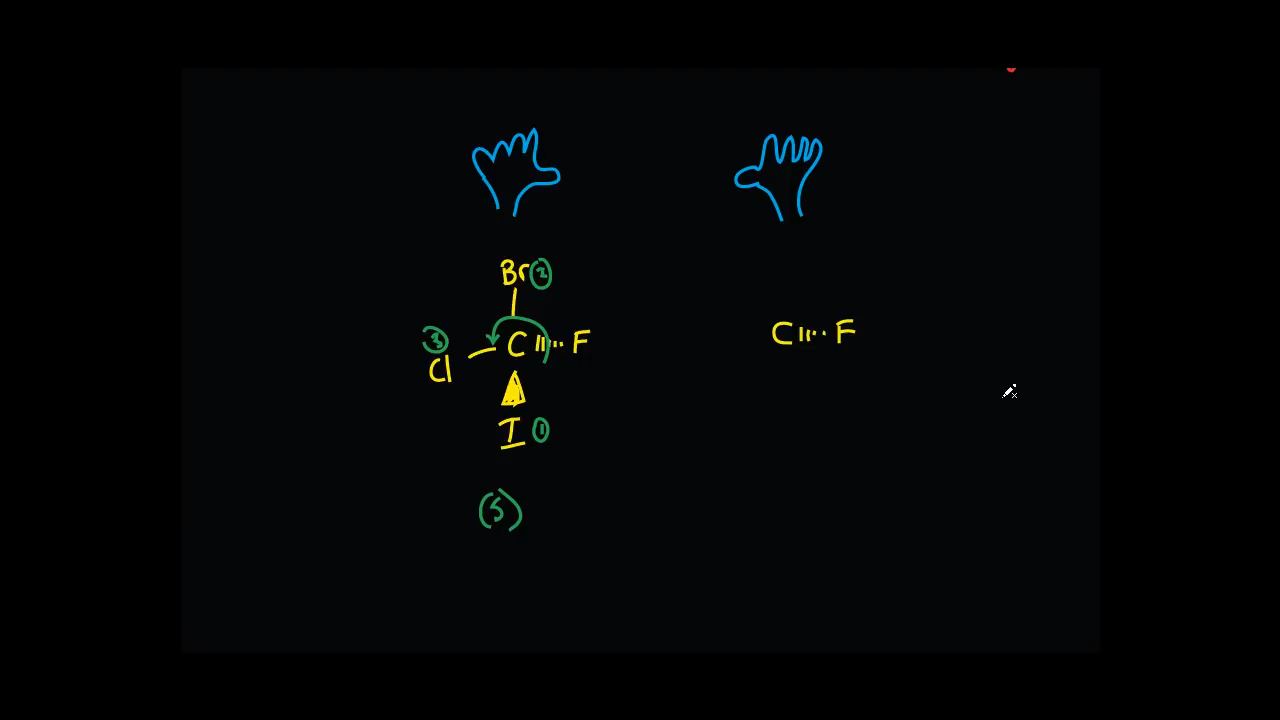 Br ②
③
Cl C F
I ①
(S)
C F